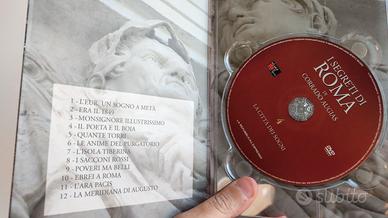 1 - L'EUR, UN SOGNO A METÀ
2 - ERA IL 1849
3 - MONSIGNORE ILLUSTRISSIMO
4 - IL POETA E IL BOIA
5 - QUANTE TORRI
6 - LE ANIME DEL PURGATORIO
7 - L'ISOLA TIBERINA
8 - I SACCONI ROSSI
9 - POVERI MA BELLI
10 - EBREI A ROMA
11 - L'ARA PACIS
12 - LA MERIDIANA DI AUGUSTO
I SEGRETI DI
ROMA
DI
CORRADO AUGIAS
4
LA CITTÀ DEI SOGNI
DVD
subito